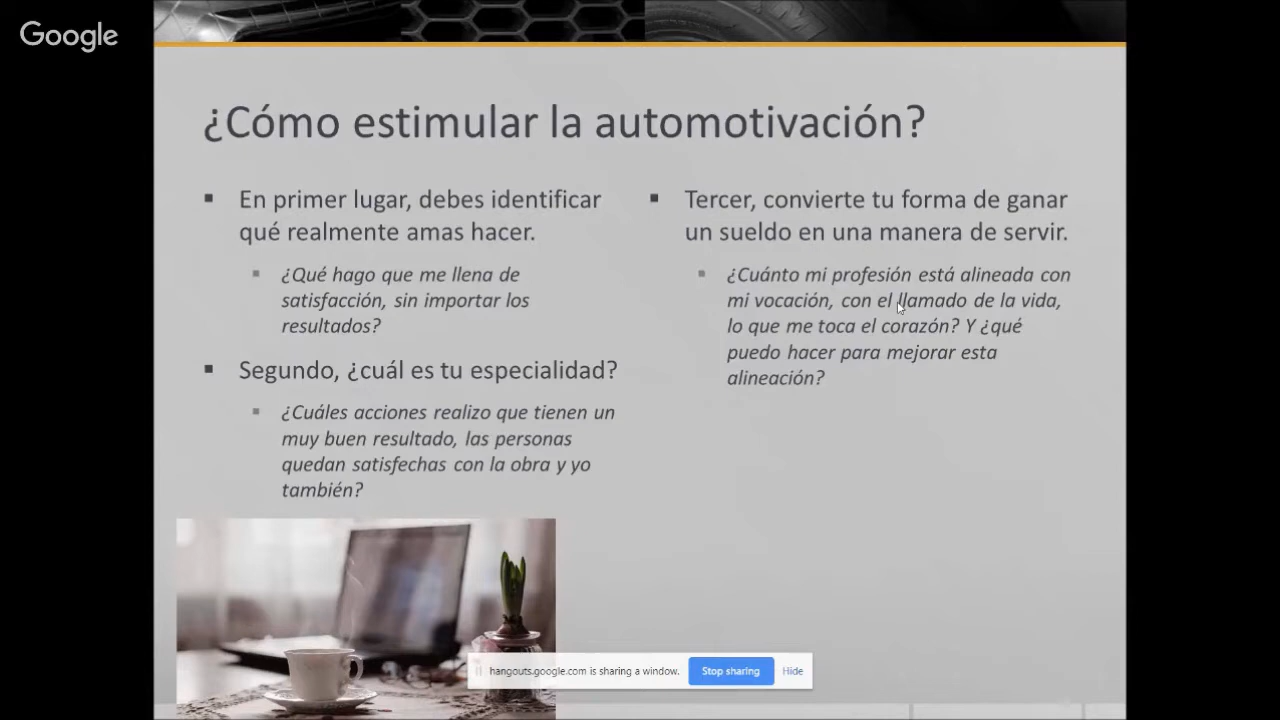 Google
¿Cómo estimular la automotivación?
En primer lugar, debes identificar
qué realmente amas hacer.
¿Qué hago que me llena de
satisfacción, sin importar los
resultados?
Segundo, ¿cuál es tu especialidad?
¿Cuáles acciones realizo que tienen un
muy buen resultado, las personas
quedan satisfechas con la obra y yo
también?
Tercer, convierte tu forma de ganar
un sueldo en una manera de servir.
¿Cuánto mi profesión está alineada con
mi vocación, con el llamado de la vida,
lo que me toca el corazón? Y ¿qué
puedo hacer para mejorar esta
alineación?
hangouts.google.com is sharing a window. Stop sharing Hide